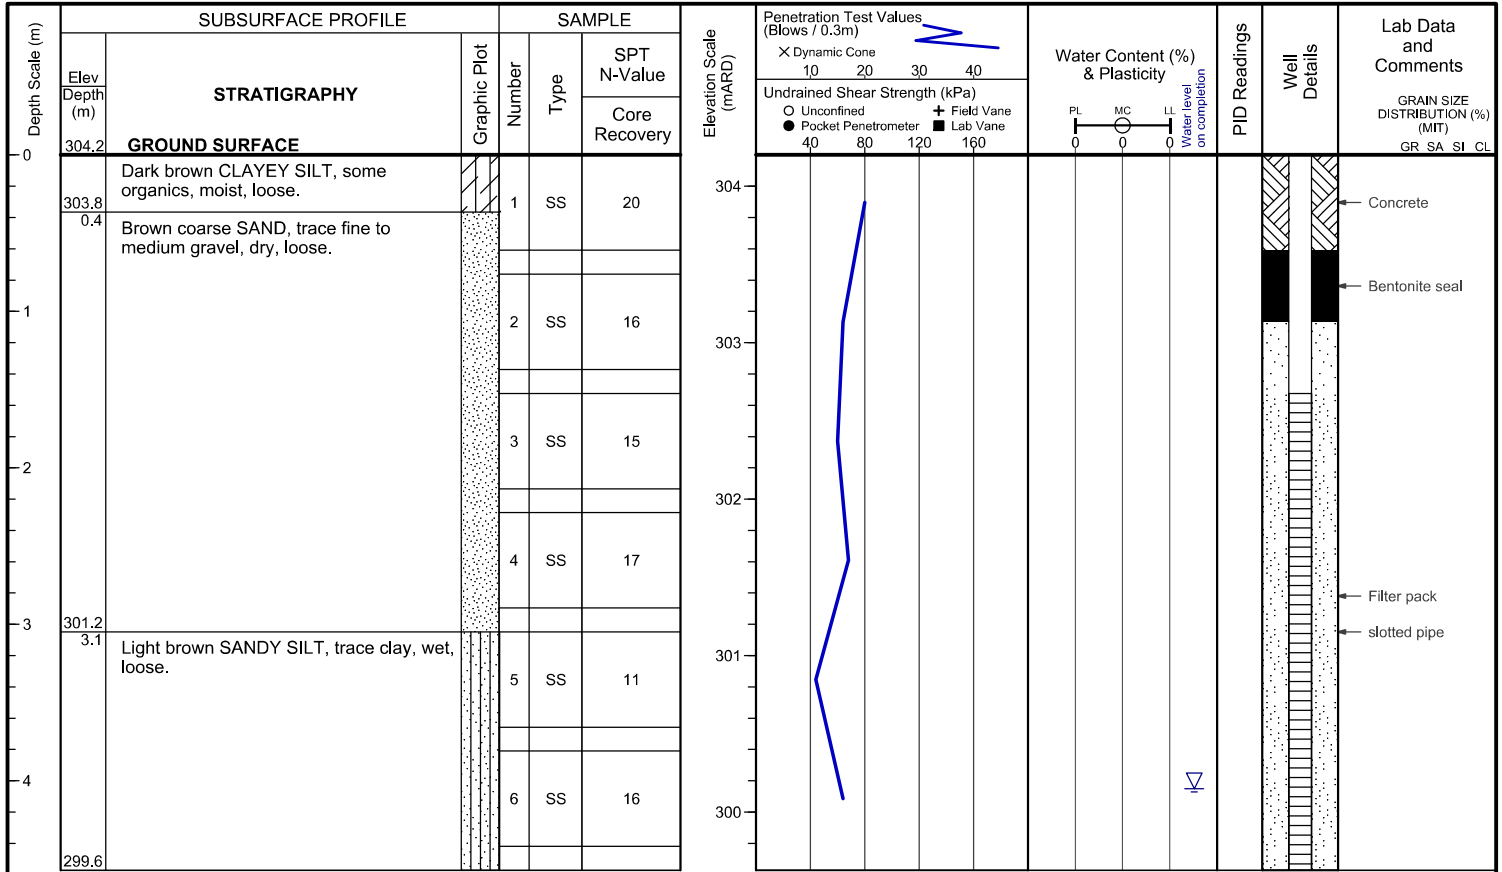 SUBSURFACE PROFILE
SAMPLE
Depth Scale (m)
Elev
Depth
(m)
STRATIGRAPHY
Graphic Plot
Number
Type
SPT
N-Value
Core
Recovery
304.2 GROUND SURFACE
Elevation Scale
(mARD)
Penetration Test Values
(Blows / 0.3m)
Dynamic Cone
10 20 30 40
Undrained Shear Strength (kPa)
Unconfined
Field Vane
Pocket Penetrometer
Lab Vane
40 80 120 160
Water Content (%)
& Plasticity
PL MC LL
0 0 0
Water level
on completion
PID Readings
Well
Details
Lab Data
and
Comments
GRAIN SIZE
DISTRIBUTION (%)
(MIT)
GR SA SI CL
0
1
2
3
4
Dark brown CLAYEY SILT, some
organics, moist, loose.
303.8
0.4
Brown coarse SAND, trace fine to
medium gravel, dry, loose.
301.2
3.1
Light brown SANDY SILT, trace clay, wet,
loose.
299.6
1 SS 20
2 SS 16
3 SS 15
4 SS 17
5 SS 11
6 SS 16
304
303
302
301
300
Concrete
Bentonite seal
Filter pack
slotted pipe